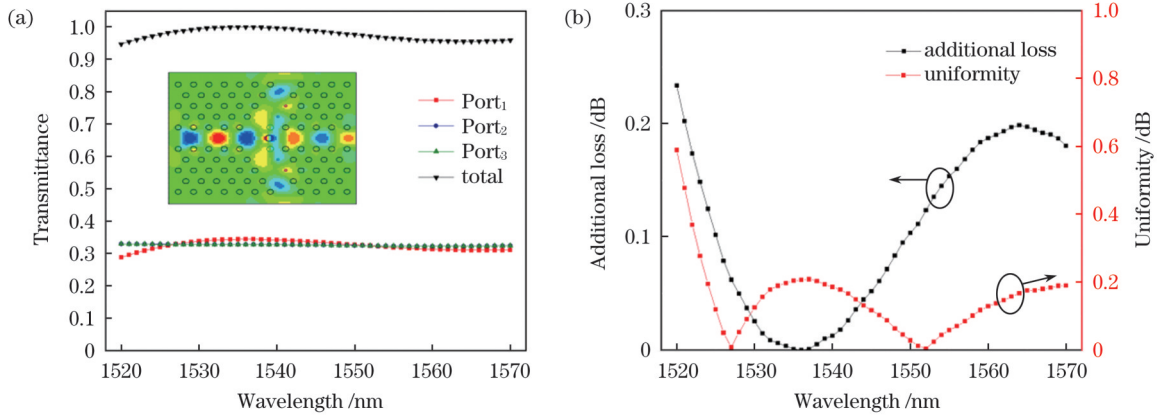 (a)
Transmittance
1.0
0.9
0.8
0.7
0.6
0.5
0.4
0.3
0.2
0.1
0
1520
1530
1540
1550
1560
1570
Wavelength /nm
Port1
Port2
Port3
total
(b)
Additional loss /dB
0.3
0.2
0.1
0
1520
1530
1540
1550
1560
1570
Wavelength /nm
additional loss
uniformity
1.0
0.8
0.6
0.4
0.2
0
Uniformity /dB